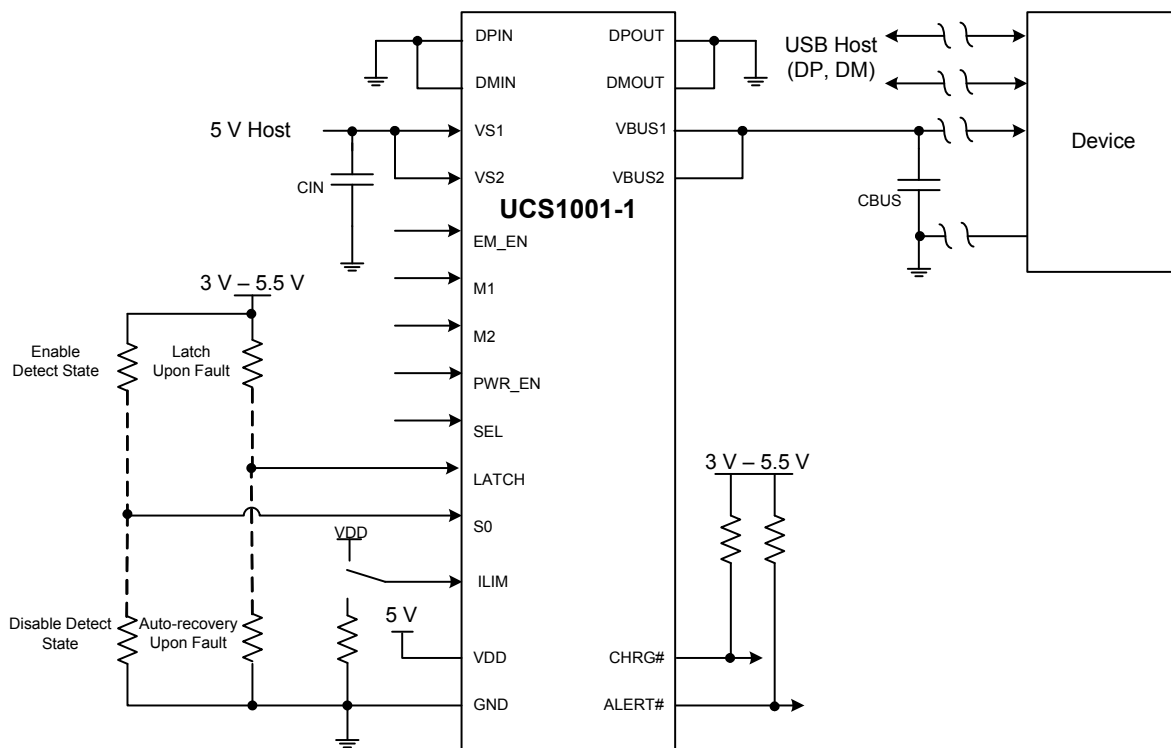 DPIN
DMIN
5 V Host
VS1
CIN
VS2
EM_EN
M1
M2
PWR_EN
SEL
LATCH
S0
ILIM
VDD
GND
UCS1001-1
DPOUT
DMOUT
VBUS1
VBUS2
CHRG#
ALERT#
USB Host
(DP, DM)
CBUS
Device
3 V – 5.5 V
Enable
Detect State
Latch
Upon Fault
Disable Detect
State
Auto-recovery
Upon Fault
VDD
5 V
3 V – 5.5 V